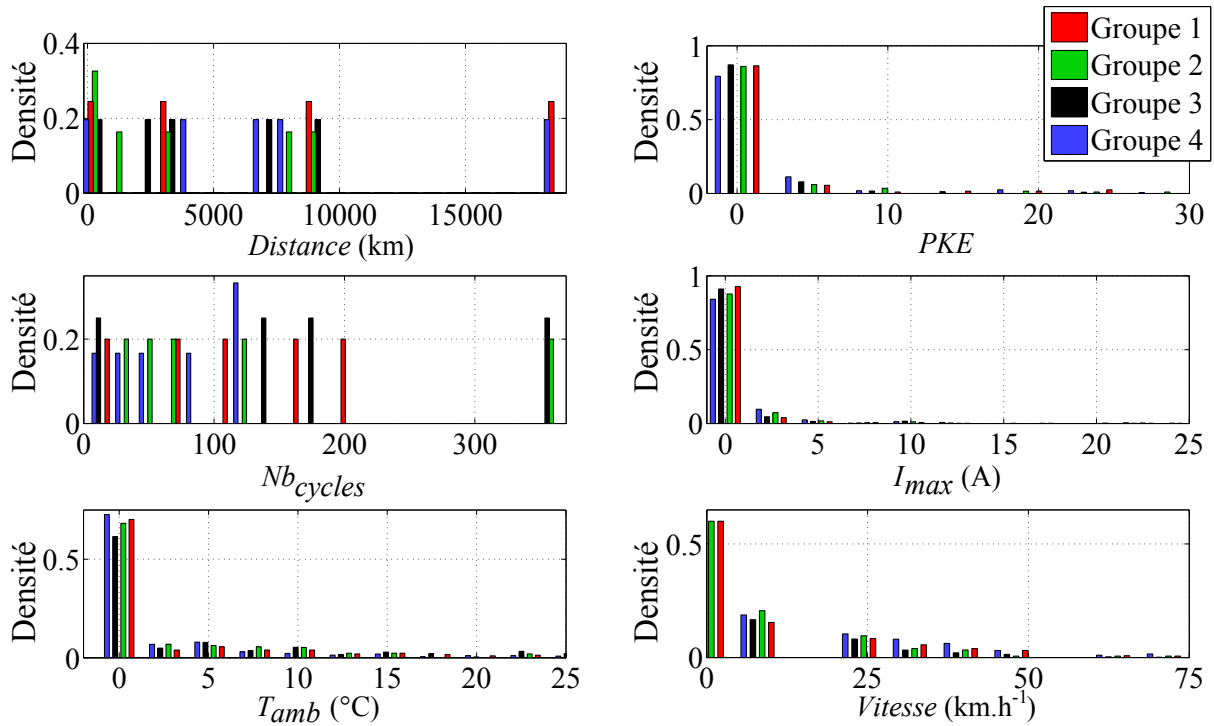 Densité
0.4
0.2
0
0
5000
10000
15000
Distance (km)
Densité
1
0.5
0
0
10
20
30
PKE
Groupe 1
Groupe 2
Groupe 3
Groupe 4
Densité
0.2
0
0
100
200
300
Nb_cycles
Densité
1
0.5
0
0
5
10
15
20
25
I_max (A)
Densité
0.5
0
0
5
10
15
20
25
T_amb (°C)
Densité
0.5
0
0
25
50
75
Vitesse (km.h⁻¹)